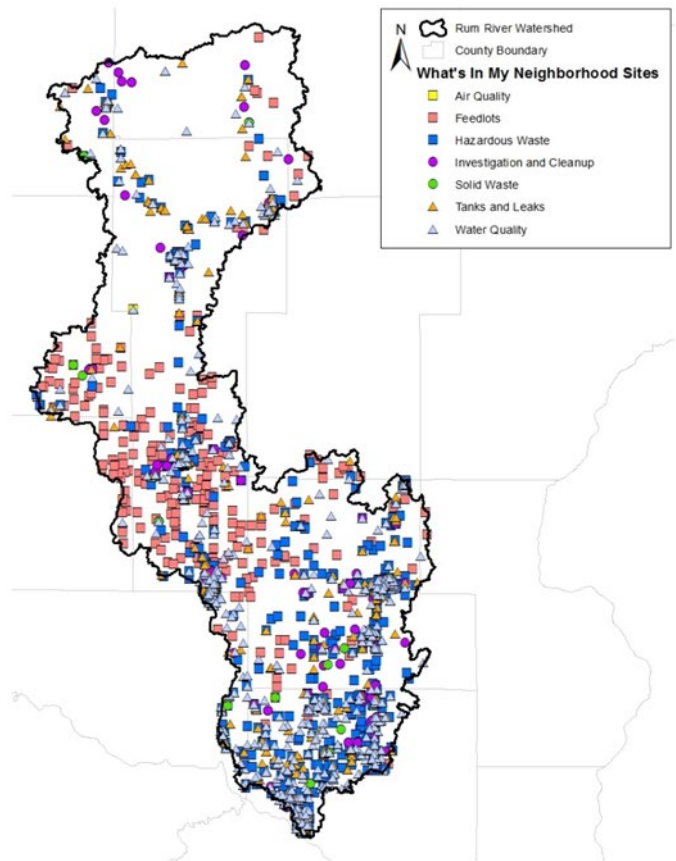 N
Rum River Watershed
County Boundary
What's In My Neighborhood Sites
Air Quality
Feedlots
Hazardous Waste
Investigation and Cleanup
Solid Waste
Tanks and Leaks
Water Quality